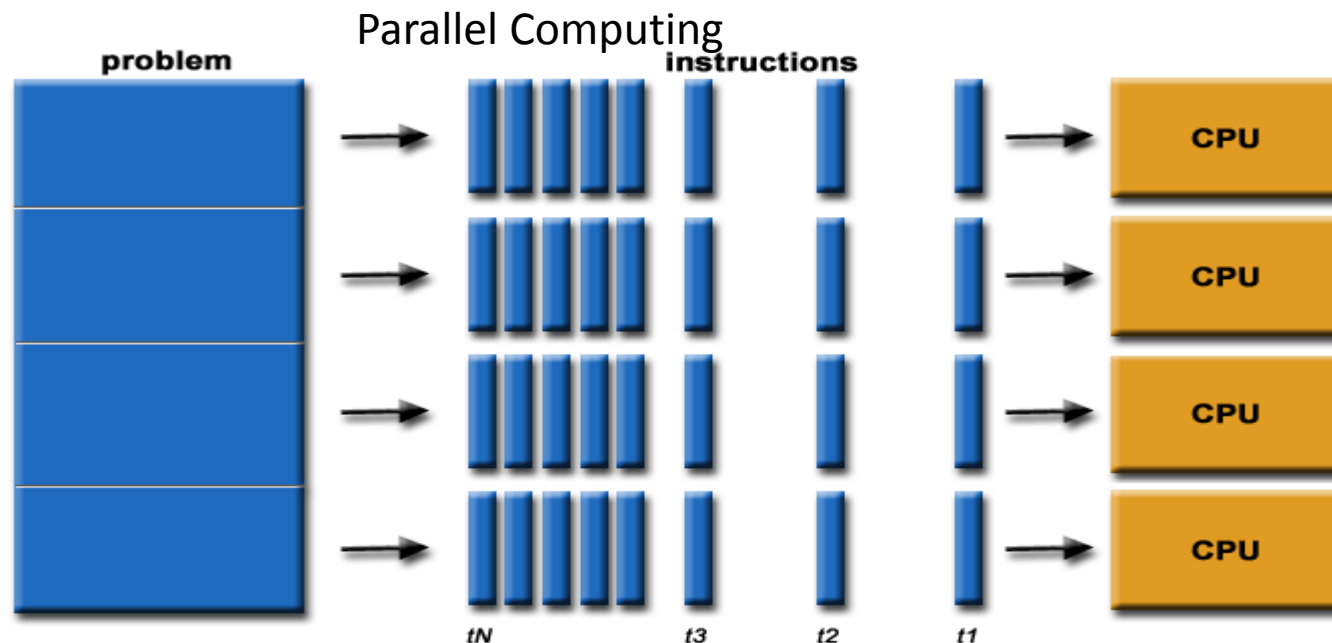 Parallel Computing
problem
instructions
CPU
CPU
CPU
CPU
tN t3 t2 t1